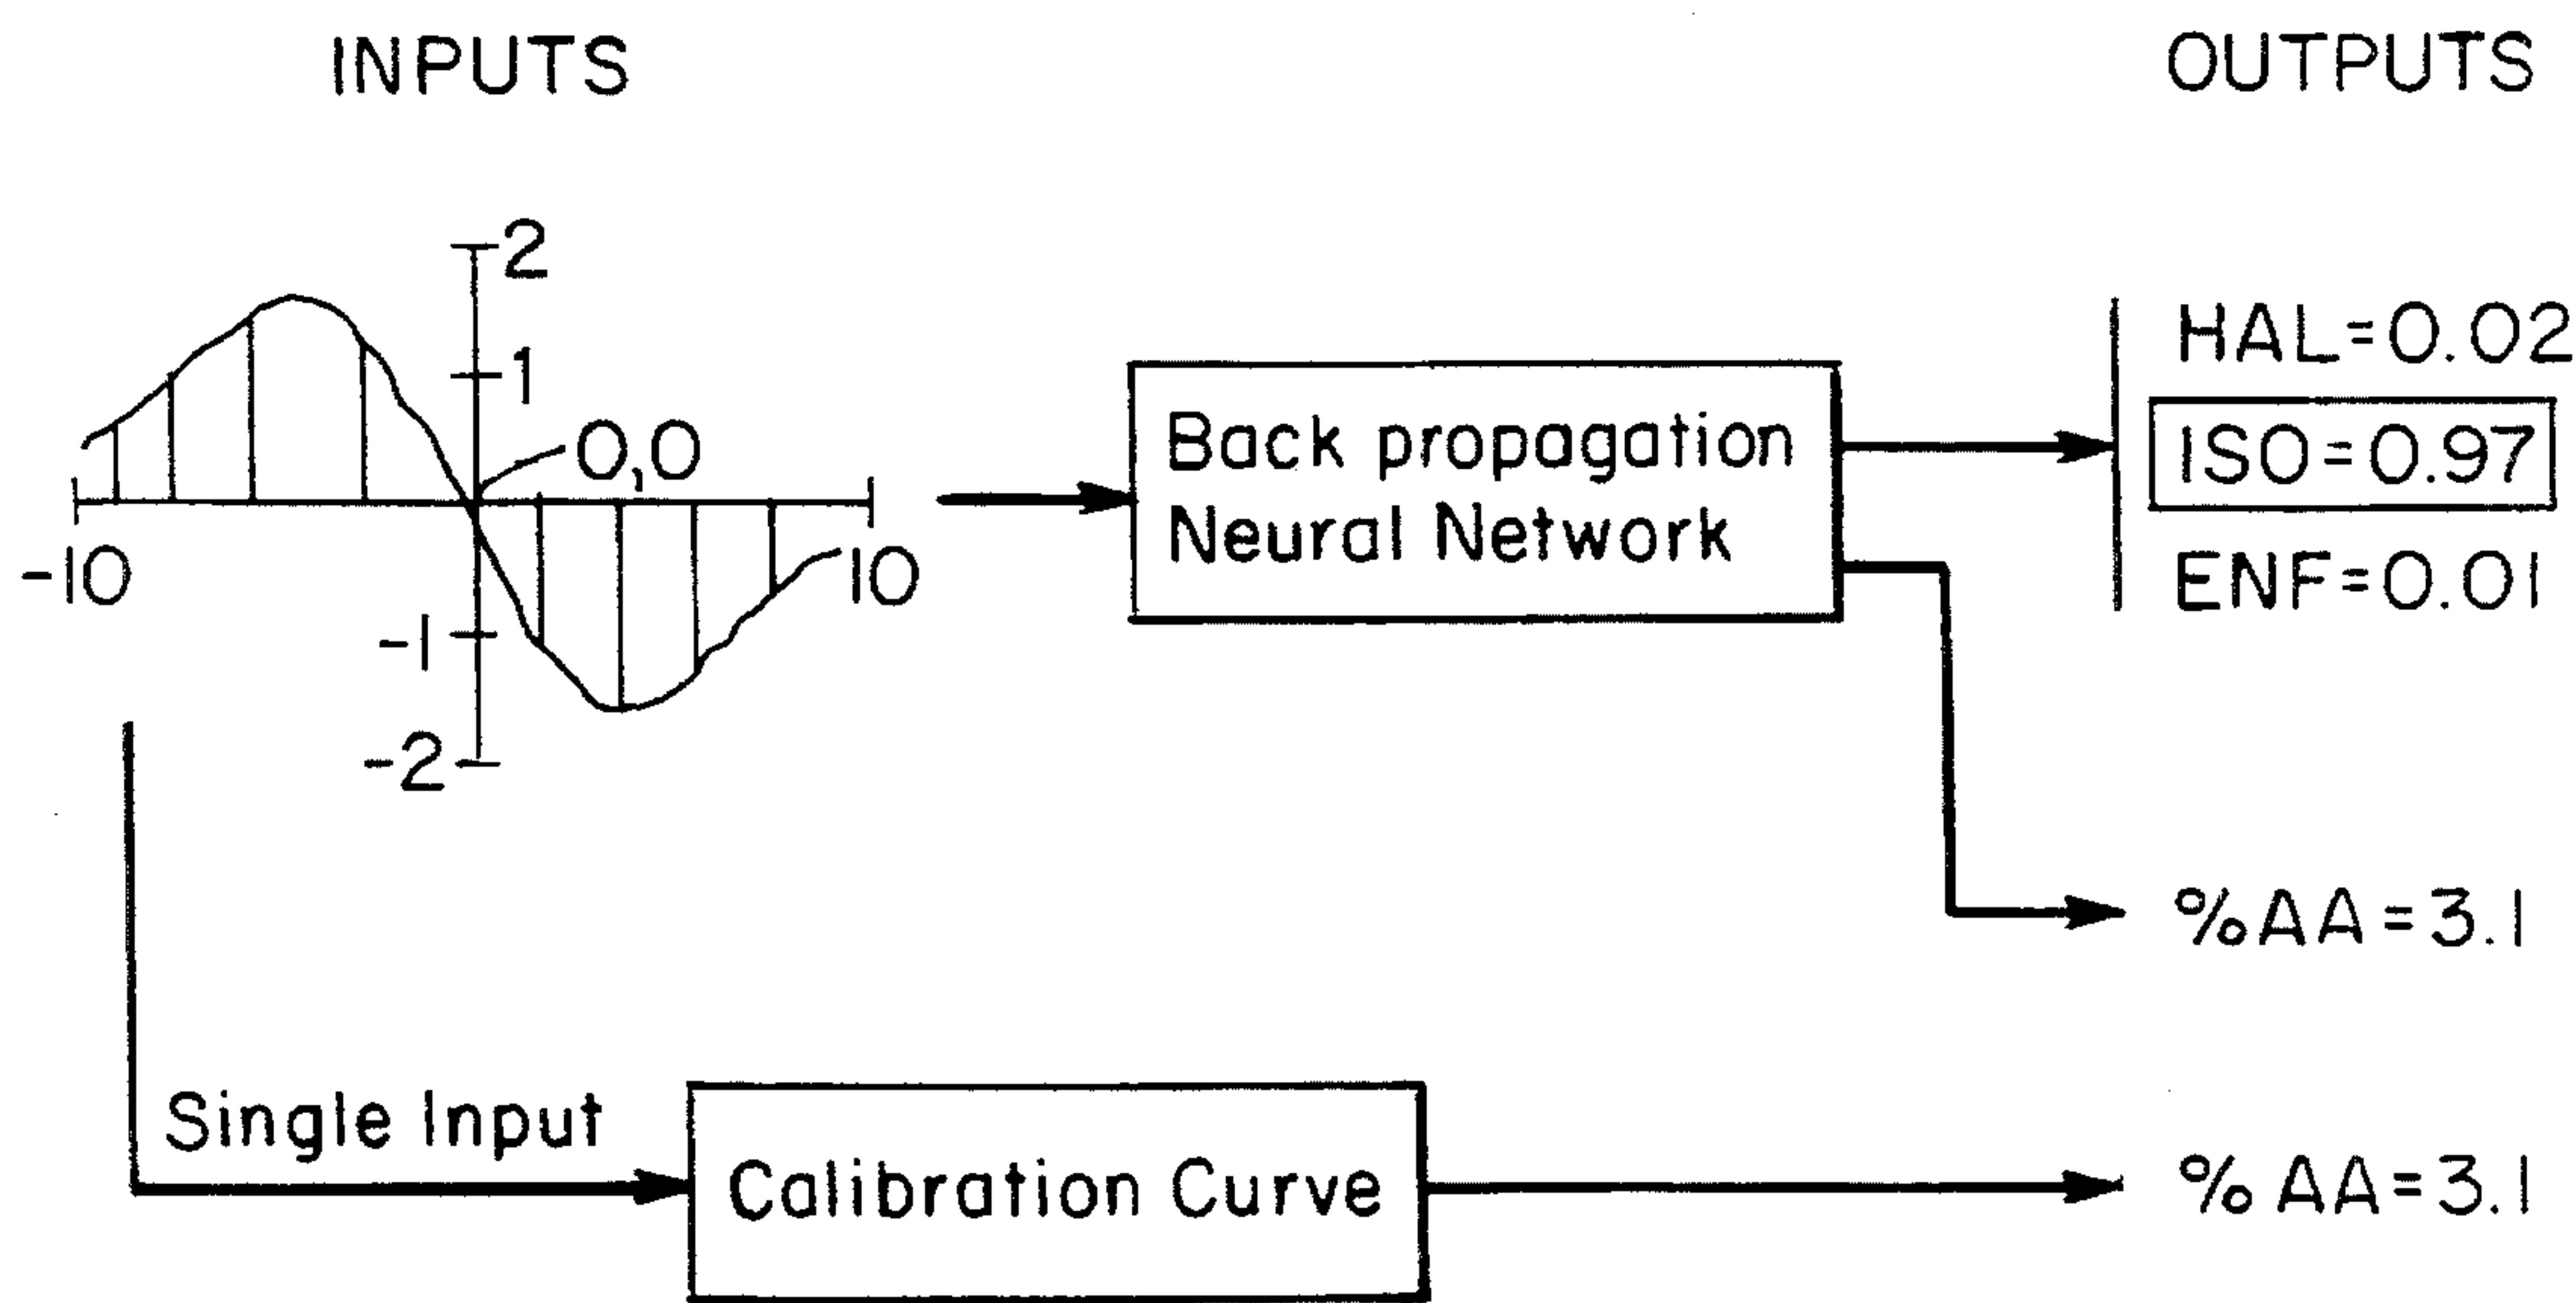 INPUTS
OUTPUTS
2
1
0,0
-10
10
-1
-2
Back propagation
Neural Network
HAL=0.02
ISO=0.97
ENF=0.01
%AA=3.1
Single Input
Calibration Curve
%AA=3.1